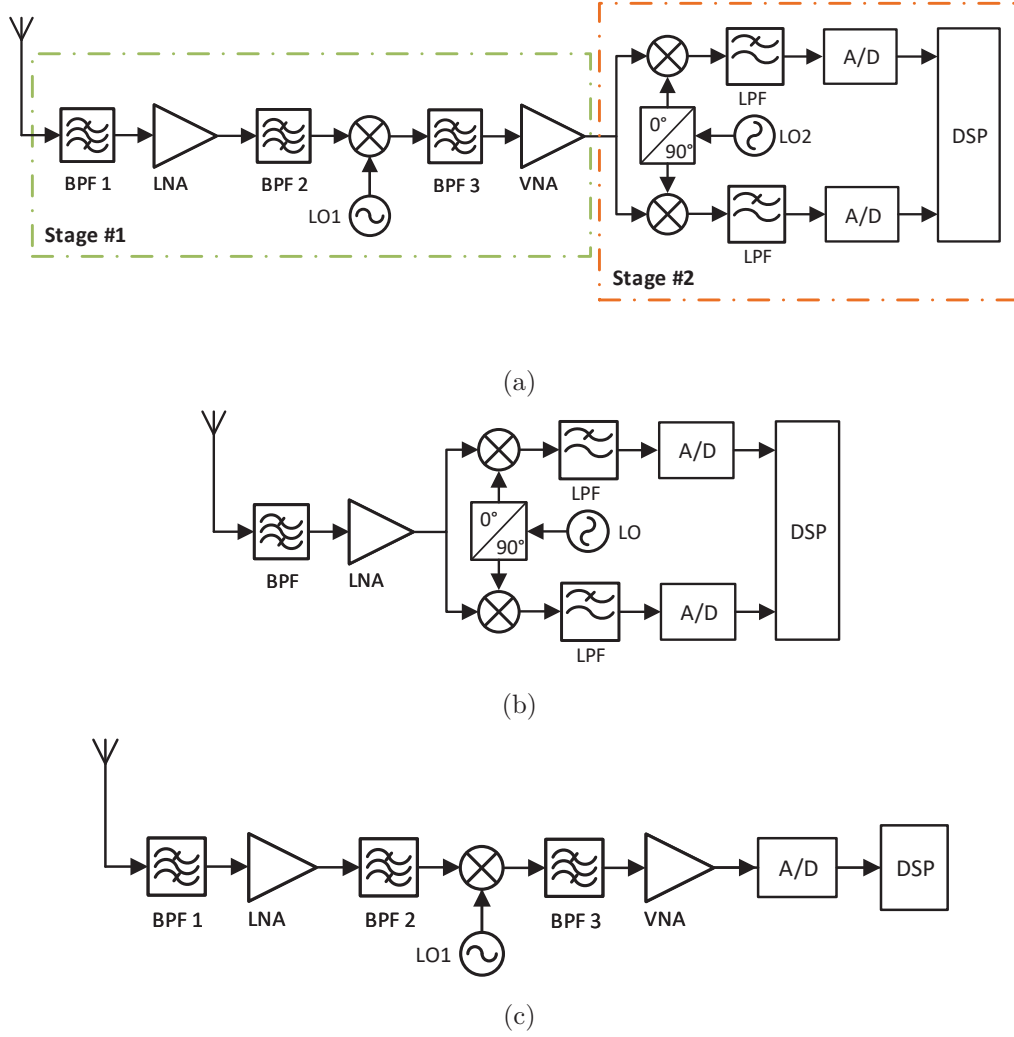 BPF 1
LNA
BPF 2
LO1
BPF 3
VNA
Stage #1
0°
90°
LO2
LPF
A/D
LPF
A/D
DSP
Stage #2
(a)
BPF
LNA
0°
90°
LO
LPF
A/D
LPF
A/D
DSP
(b)
BPF 1
LNA
BPF 2
LO1
BPF 3
VNA
A/D
DSP
(c)